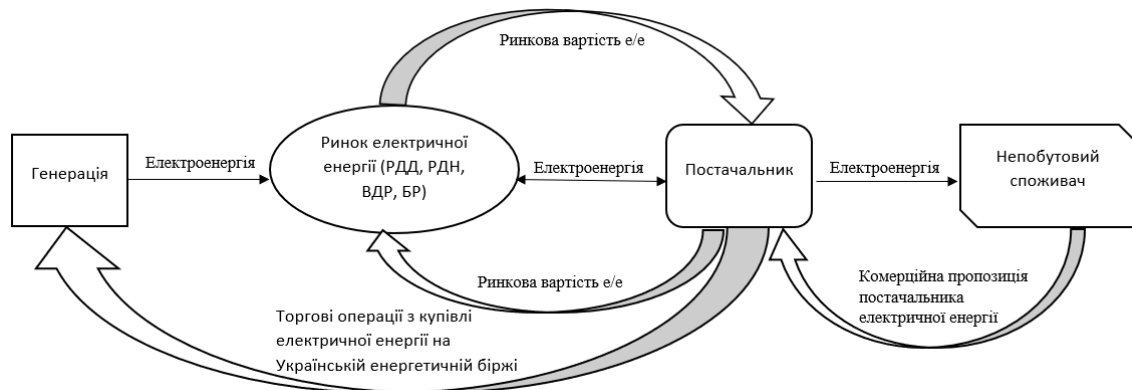 Ринкова вартість е/е
Генерація
Електроенергія
Ринок електричної
енергії (РДД, РДН,
ВДР, БР)
Електроенергія
Постачальник
Електроенергія
Непобутовий
споживач
Ринкова вартість е/е
Торгові операції з купівлі
електричної енергії на
Українській енергетичній біржі
Комерційна пропозиція
постачальника
електричної енергії